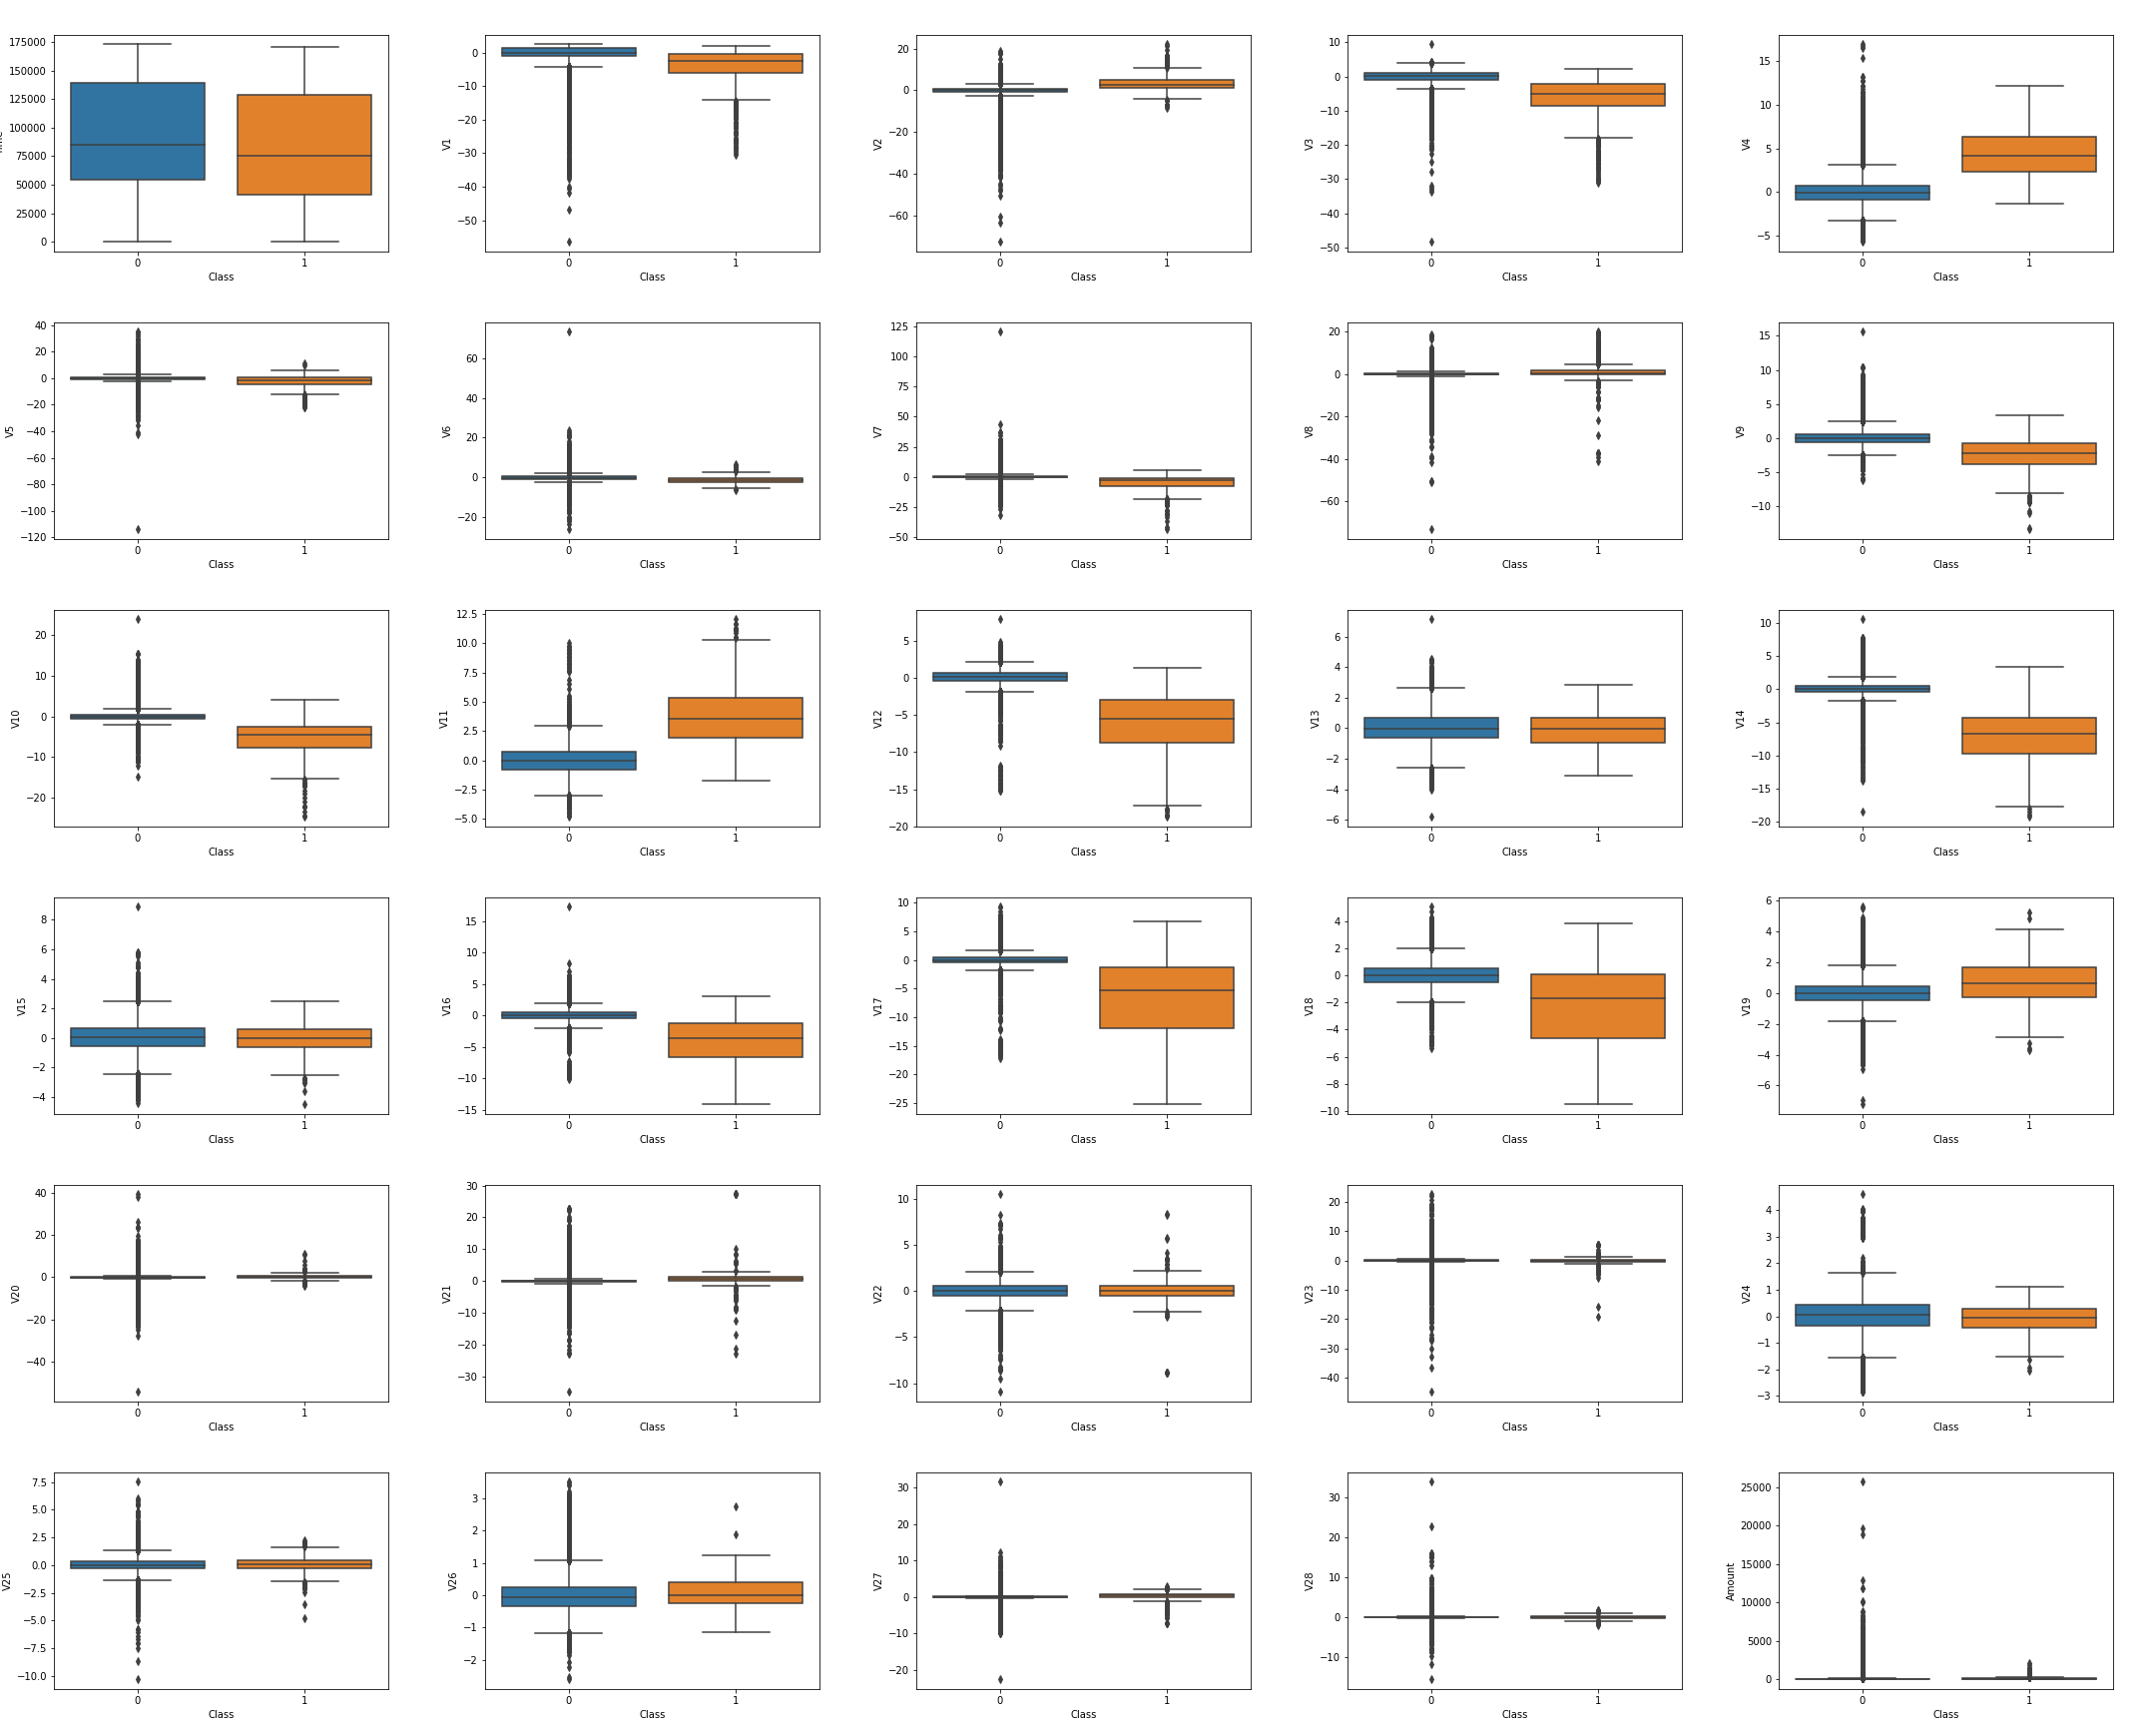 175000 150000 125000 100000 75000 50000 25000 0
0 −10 −20 −30 −40 −50 V1
20 0 −20 −40 −60 V2
10 0 −10 −20 −30 −40 −50 V3
15 10 5 0 −5 V4
0 1 0 1 0 1 0 1 0 1
Class Class Class Class Class
40 20 0 −20 −40 −60 −80 −100 −120 V5
60 40 20 0 −20 V6
125 100 75 50 25 0 −25 −50 V7
20 0 −20 −40 −60 V8
15 10 5 0 −5 −10 V9
0 1 0 1 0 1 0 1 0 1
Class Class Class Class Class
20 10 0 −10 −20 V10
12.5 10.0 7.5 5.0 2.5 0.0 −2.5 −5.0 V11
5 0 −5 −10 −15 −20 V12
6 4 2 0 −2 −4 −6 V13
10 5 0 −5 −10 −15 −20 V14
0 1 0 1 0 1 0 1 0 1
Class Class Class Class Class
8 6 4 2 0 −2 −4 V15
15 10 5 0 −5 −10 −15 V16
10 5 0 −5 −10 −15 −20 −25 V17
4 2 0 −2 −4 −6 −8 −10 V18
6 4 2 0 −2 −4 −6 V19
0 1 0 1 0 1 0 1 0 1
Class Class Class Class Class
40 20 0 −20 −40 V20
30 20 10 0 −10 −20 −30 V21
10 5 0 −5 −10 V22
20 10 0 −10 −20 −30 −40 V23
4 3 2 1 0 −1 −2 −3 V24
0 1 0 1 0 1 0 1 0 1
Class Class Class Class Class
7.5 5.0 2.5 0.0 −2.5 −5.0 −7.5 −10.0 V25
3 2 1 0 −1 −2 V26
30 20 10 0 −10 −20 V27
30 20 10 0 −10 V28
25000 20000 15000 10000 5000 0 Amount
0 1 0 1 0 1 0 1 0 1
Class Class Class Class Class